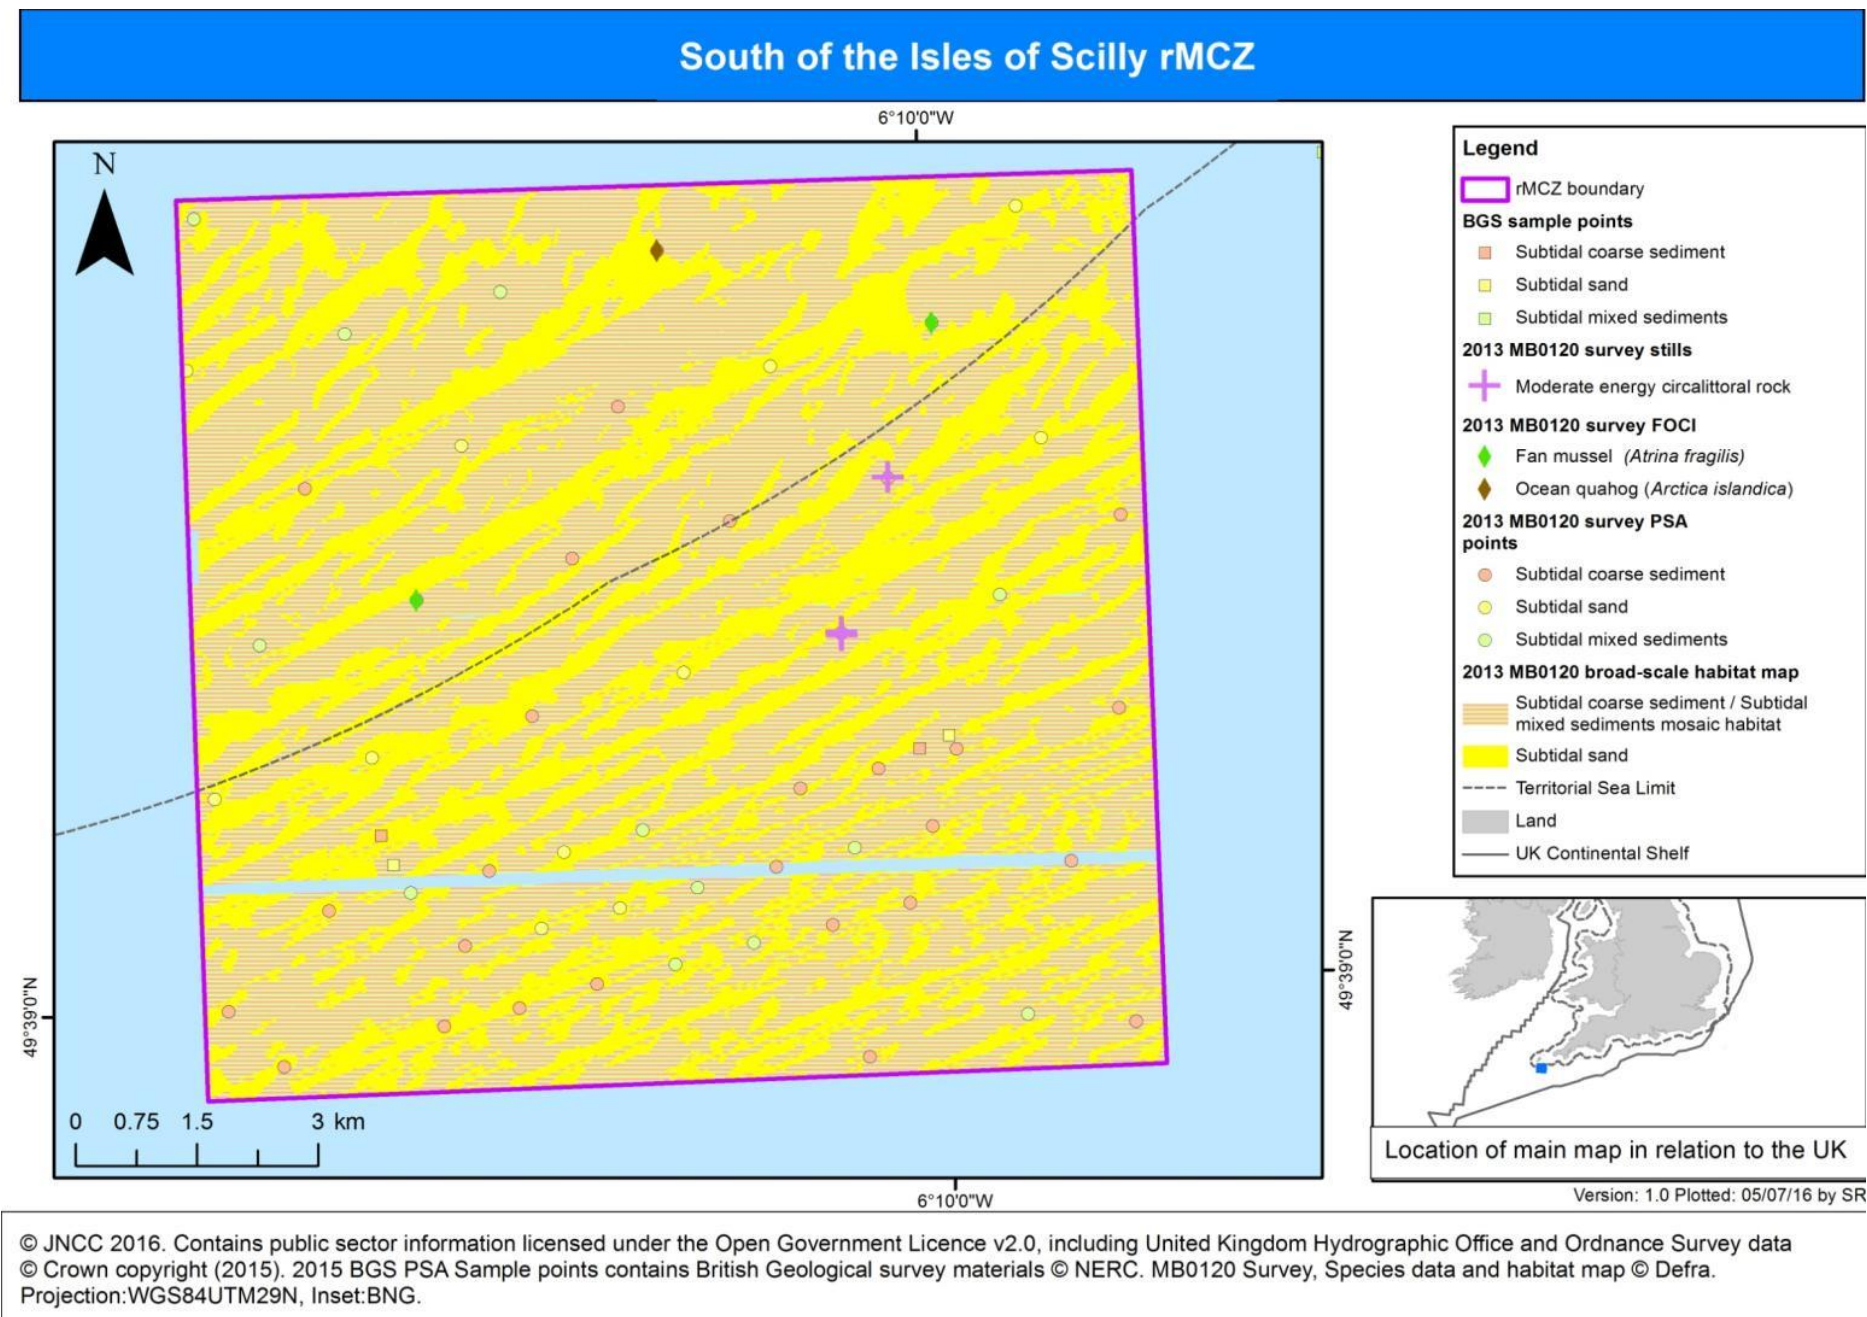 South of the Isles of Scilly rMCZ
6°10'0"W
N
Legend
rMCZ boundary
BGS sample points
Subtidal coarse sediment
Subtidal sand
Subtidal mixed sediments
2013 MB0120 survey stills
Moderate energy circalittoral rock
2013 MB0120 survey FOCI
Fan mussel (Atrina fragilis)
Ocean quahog (Arctica islandica)
2013 MB0120 survey PSA
points
Subtidal coarse sediment
Subtidal sand
Subtidal mixed sediments
2013 MB0120 broad-scale habitat map
Subtidal coarse sediment / Subtidal
mixed sediments mosaic habitat
Subtidal sand
Territorial Sea Limit
Land
UK Continental Shelf
49°39'0"N
49°39'0"N
0 0.75 1.5 3 km
6°10'0"W
Location of main map in relation to the UK
Version: 1.0 Plotted: 05/07/16 by SR
© JNCC 2016. Contains public sector information licensed under the Open Government Licence v2.0, including United Kingdom Hydrographic Office and Ordnance Survey data
© Crown copyright (2015). 2015 BGS PSA Sample points contains British Geological survey materials © NERC. MB0120 Survey, Species data and habitat map © Defra.
Projection:WGS84UTM29N, Inset:BNG.